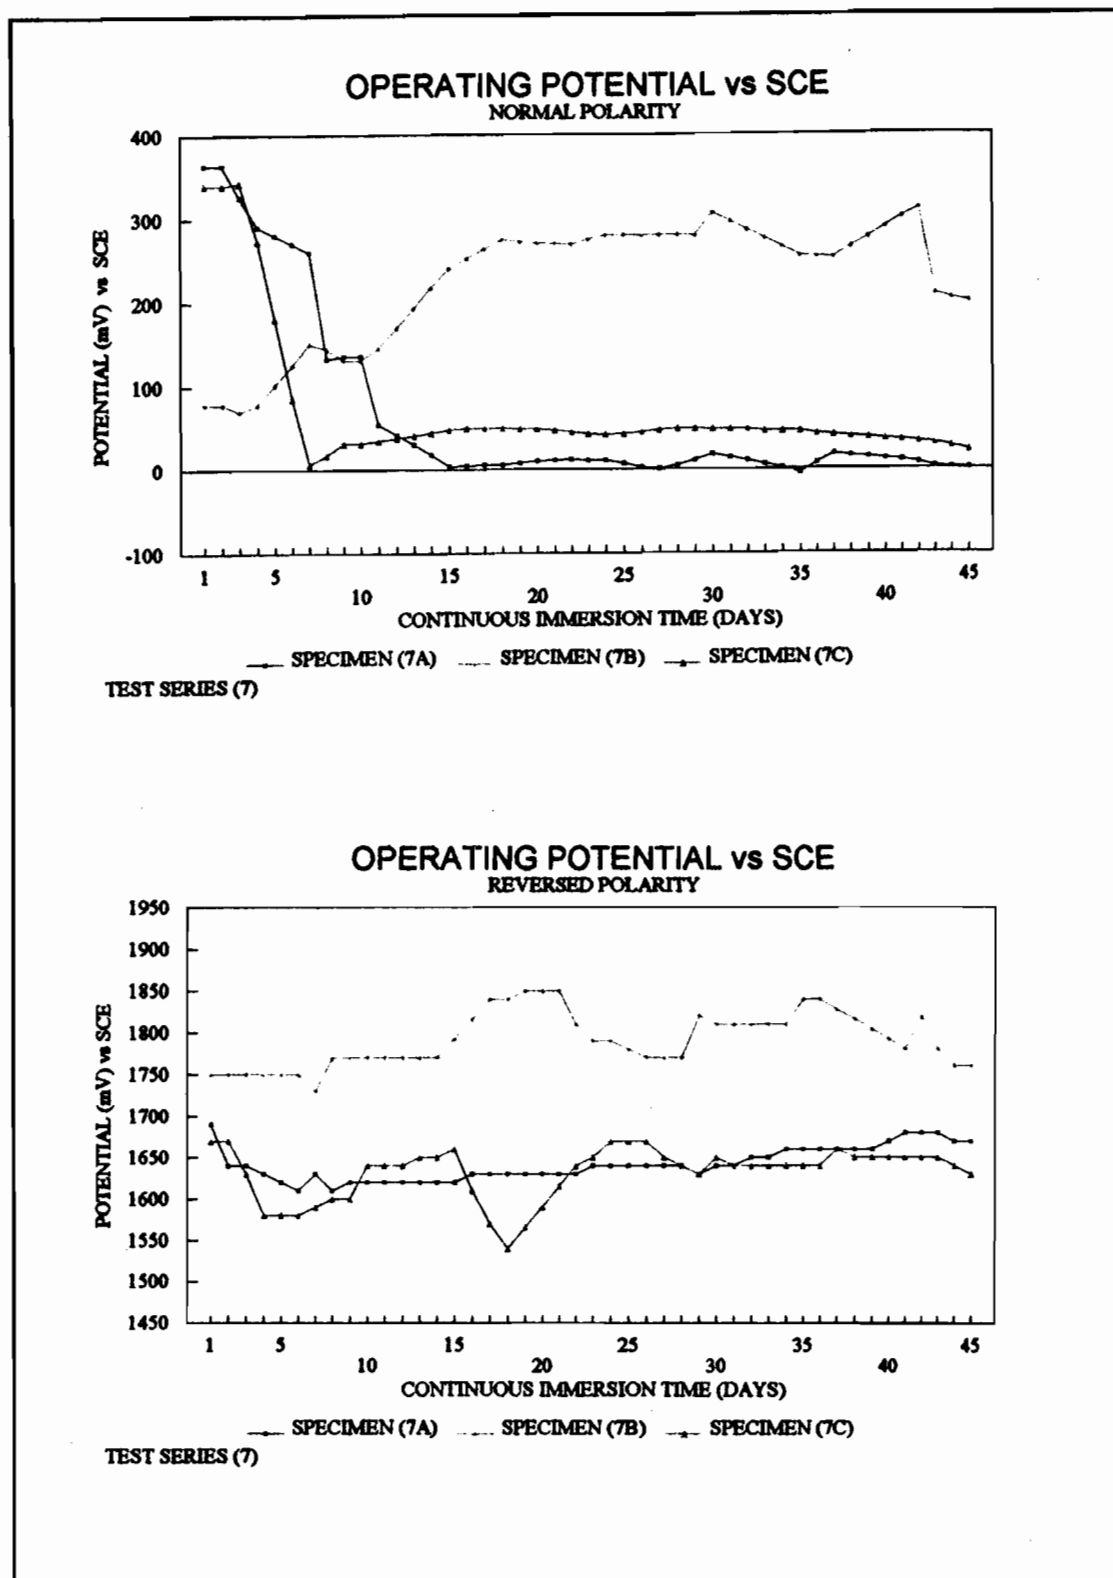 OPERATING POTENTIAL vs SCE
NORMAL POLARITY
400
300
200
100
0
-100
POTENTIAL (mV) vs SCE
1 5 15 25 35 45
10 20 30 40
CONTINUOUS IMMERSION TIME (DAYS)
SPECIMEN (7A) SPECIMEN (7B) SPECIMEN (7C)
TEST SERIES (7)
OPERATING POTENTIAL vs SCE
REVERSED POLARITY
1950
1900
1850
1800
1750
1700
1650
1600
1550
1500
1450
POTENTIAL (mV) vs SCE
1 5 15 25 35 45
10 20 30 40
CONTINUOUS IMMERSION TIME (DAYS)
SPECIMEN (7A) SPECIMEN (7B) SPECIMEN (7C)
TEST SERIES (7)